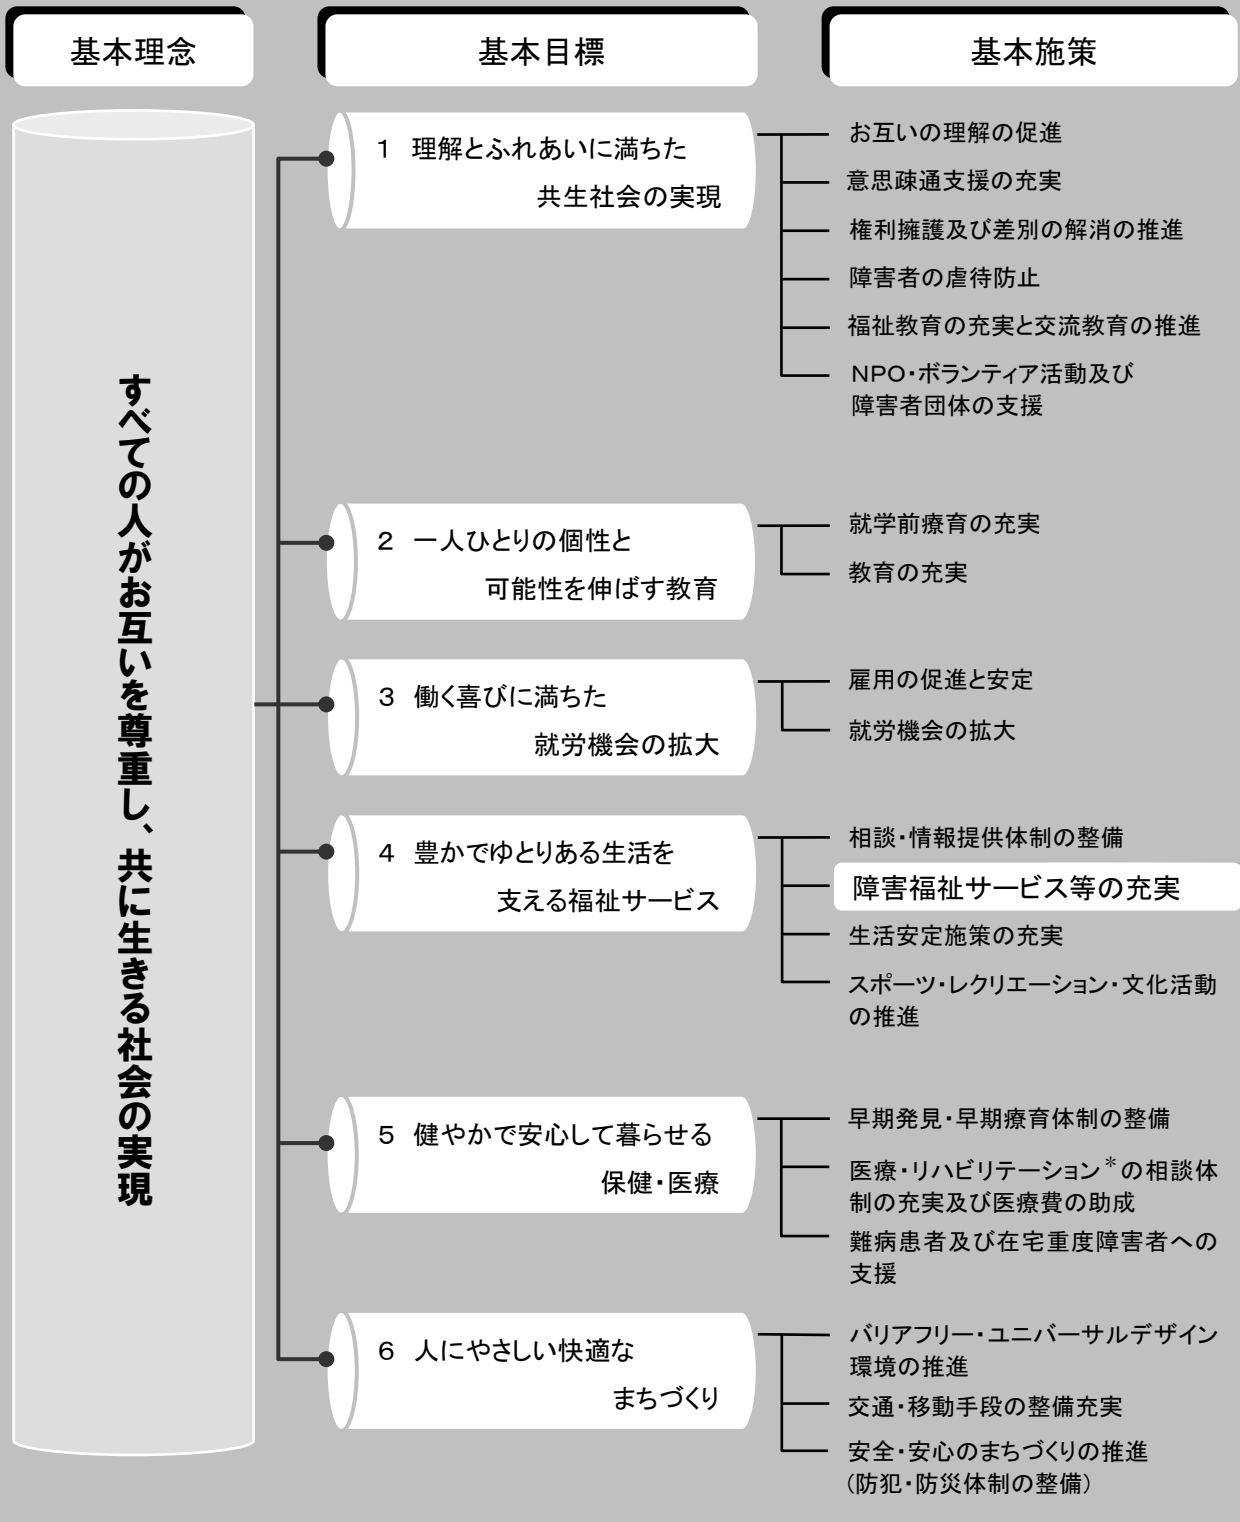 基本理念
基本目標
基本施策
すべての人がお互いを尊重し、共に生きる社会の実現
1 理解とふれあいに満ちた
共生社会の実現
お互いの理解の促進
意思疎通支援の充実
権利擁護及び差別の解消の推進
障害者の虐待防止
福祉教育の充実と交流教育の推進
NPO・ボランティア活動及び
障害者団体の支援
2 一人ひとりの個性と
可能性を伸ばす教育
就学前療育の充実
教育の充実
3 働く喜びに満ちた
就労機会の拡大
雇用の促進と安定
就労機会の拡大
4 豊かでゆとりある生活を
支える福祉サービス
相談・情報提供体制の整備
障害福祉サービス等の充実
生活安定施策の充実
スポーツ・レクリエーション・文化活動
の推進
5 健やかで安心して暮らせる
保健・医療
早期発見・早期療育体制の整備
医療・リハビリテーション*の相談体
制の充実及び医療費の助成
難病患者及び在宅重度障害者への
支援
6 人にやさしい快適な
まちづくり
バリアフリー・ユニバーサルデザイン
環境の推進
交通・移動手段の整備充実
安全・安心のまちづくりの推進
(防犯・防災体制の整備)